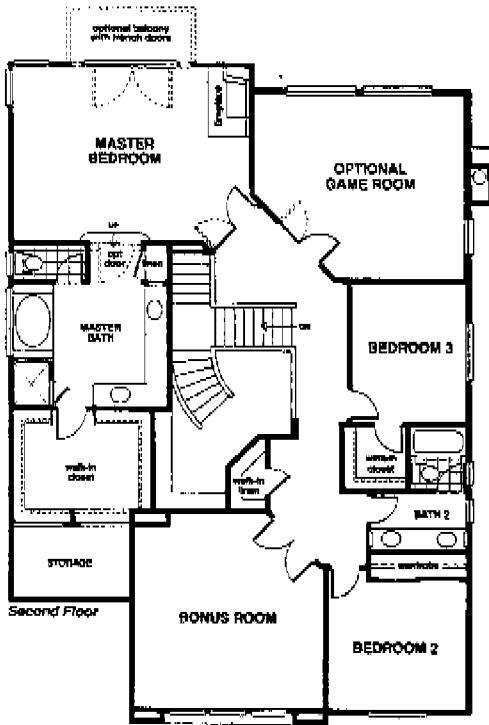 optional balcony
with french doors
fireplace
MASTER
BEDROOM
OPTIONAL
GAME ROOM
UP
opt
door
linen
MASTER
BATH
DN
BEDROOM 3
walk-in
closet
walk-in
closet
walk-in
linen
BATH 2
wardrobe
STORAGE
Second Floor
BONUS ROOM
BEDROOM 2